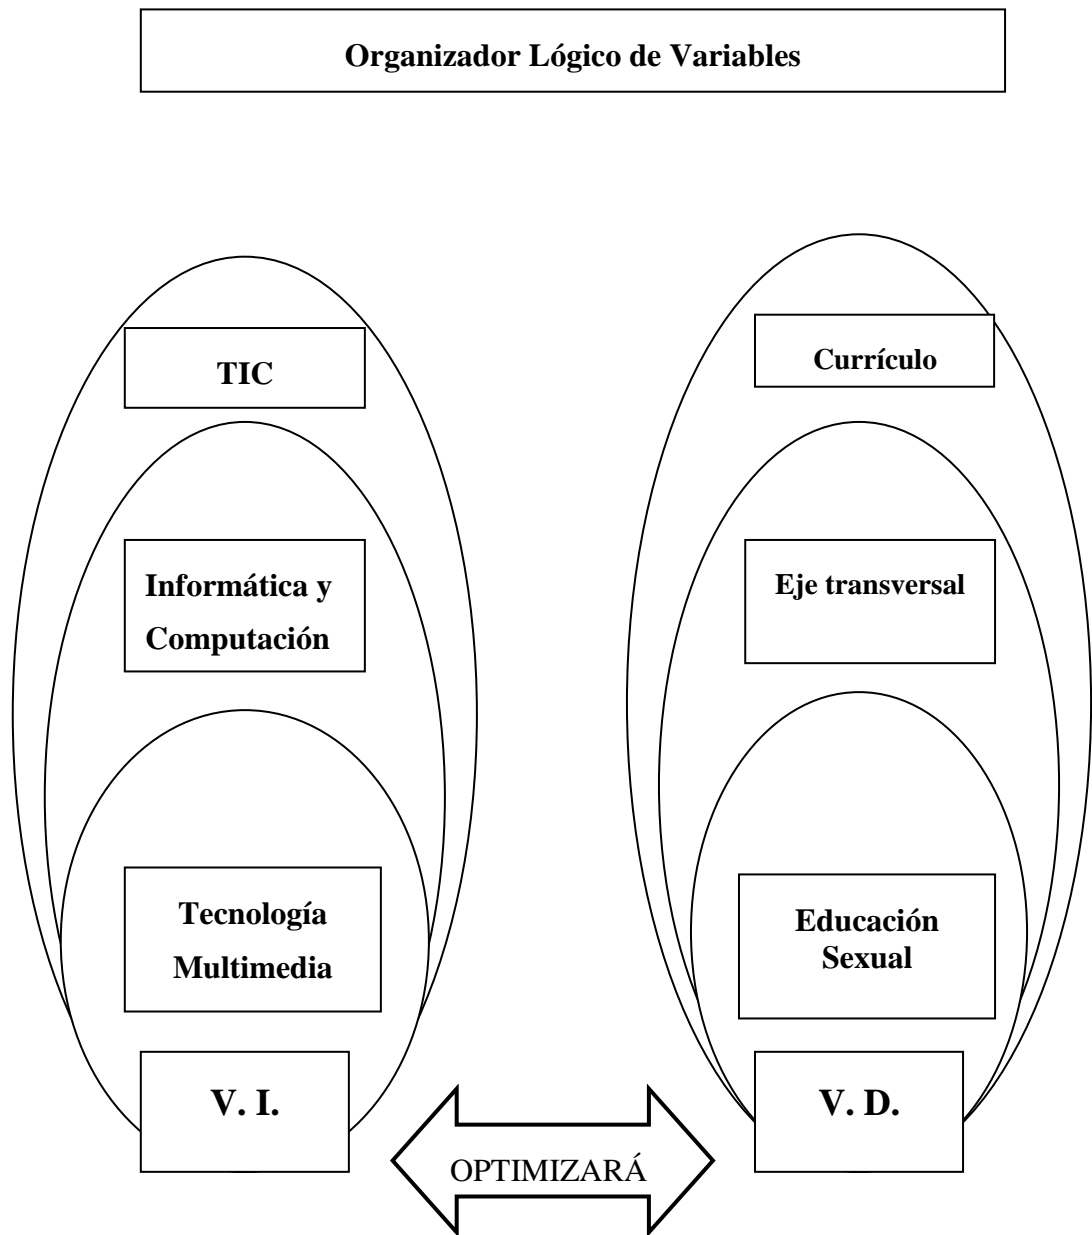 Organizador Lógico de Variables
TIC
Informática y
Computación
Tecnología
Multimedia
V. I.
Currículo
Eje transversal
Educación
Sexual
V. D.
OPTIMIZARÁ